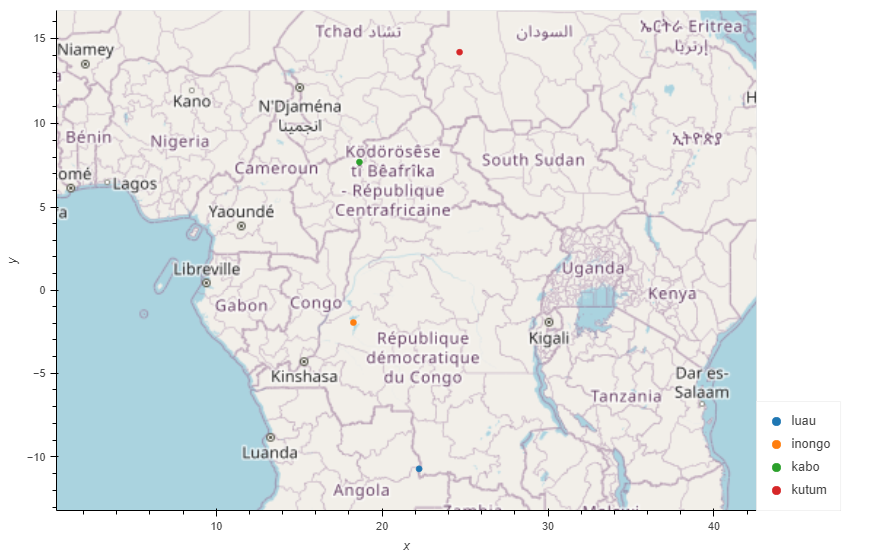 Tchad تشاد
السودان
ኤርትራ Eritrea
إرتريا
Niamey
Kano
N'Djaména
انجمينا
H
Bénin
Nigeria
ኢትዮጵያ
Cameroun
Ködörösêse
tî Bêafrîka
- République
Centrafricaine
South Sudan
omé
Lagos
a
Yaoundé
Libreville
Uganda
Gabon
Congo
Kenya
République
démocratique
du Congo
Kigali
Kinshasa
Dar es-
Salaam
Tanzania
Luanda
Angola
15
10
5
0
−5
−10
y
10
20
30
40
x
luau
inongo
kabo
kutum